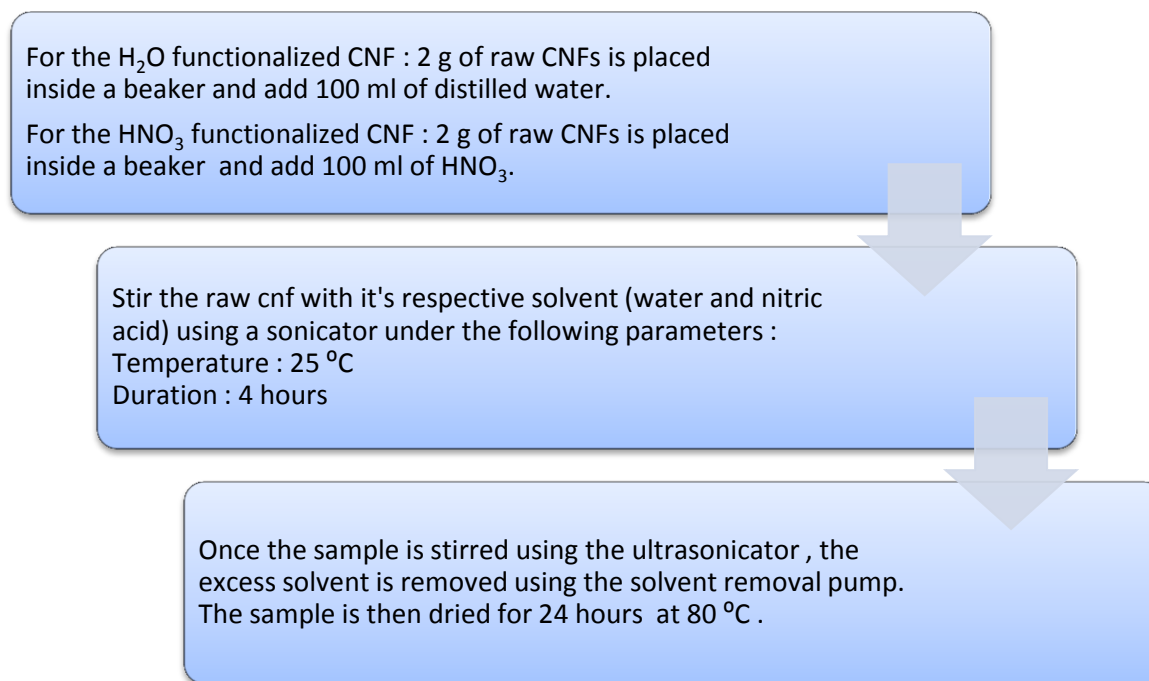 For the H₂O functionalized CNF : 2 g of raw CNFs is placed
inside a beaker and add 100 ml of distilled water.
For the HNO₃ functionalized CNF : 2 g of raw CNFs is placed
inside a beaker and add 100 ml of HNO₃.
Stir the raw cnf with it's respective solvent (water and nitric
acid) using a sonicator under the following parameters :
Temperature : 25 ⁰C
Duration : 4 hours
Once the sample is stirred using the ultrasonicator , the
excess solvent is removed using the solvent removal pump.
The sample is then dried for 24 hours at 80 ⁰C .